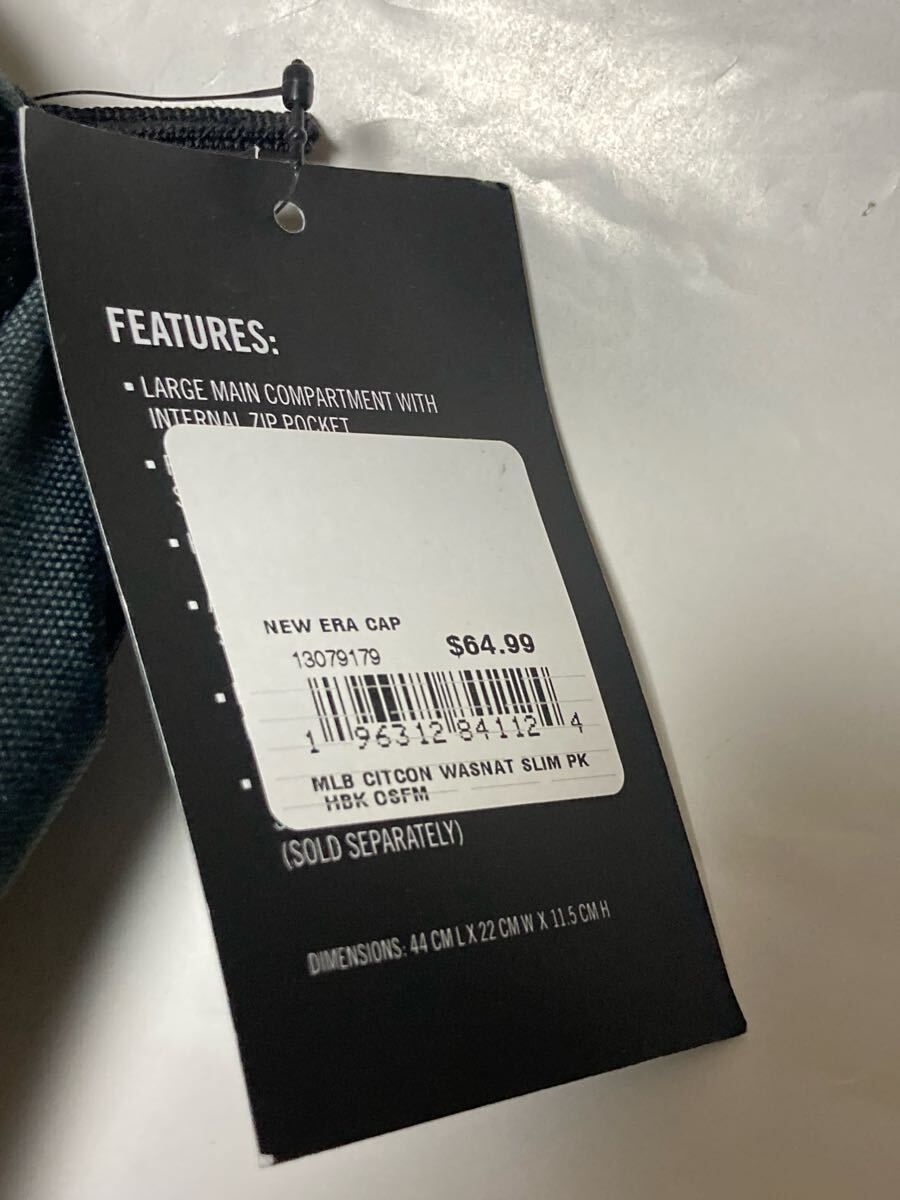 FEATURES:
▪ LARGE MAIN COMPARTMENT WITH
INTERNAL ZIP POCKET
NEW ERA CAP
13079179 $64.99
1 96312 84112 4
MLB CITCON WASNAT SLIM PK
HBK OSFM
(SOLD SEPARATELY)
DIMENSIONS: 44 CM L X 22 CM W X 11.5 CM H